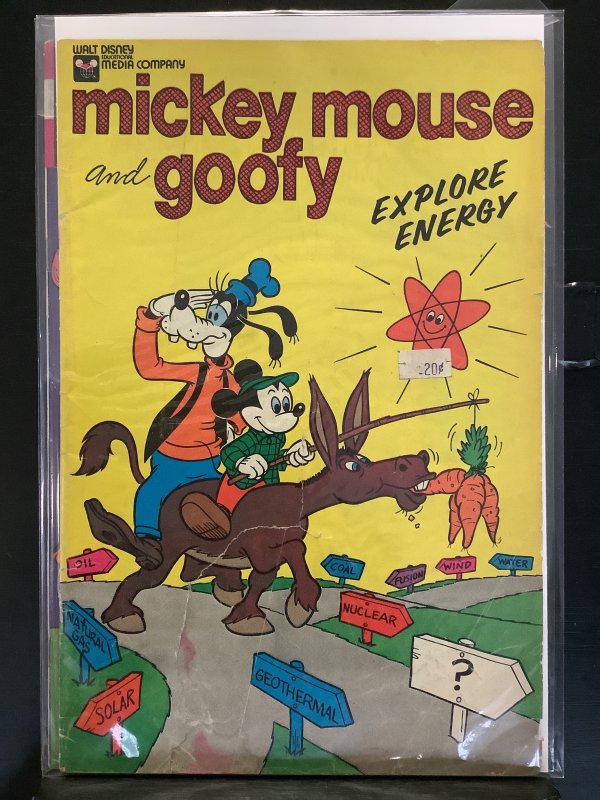 WALT DISNEY
EDUCATIONAL
MEDIA COMPANY
mickey mouse
and goofy
EXPLORE
ENERGY
20¢
OIL
COAL
FUSION
WIND
WATER
NATURAL
GAS
NUCLEAR
SOLAR
GEOTHERMAL
?